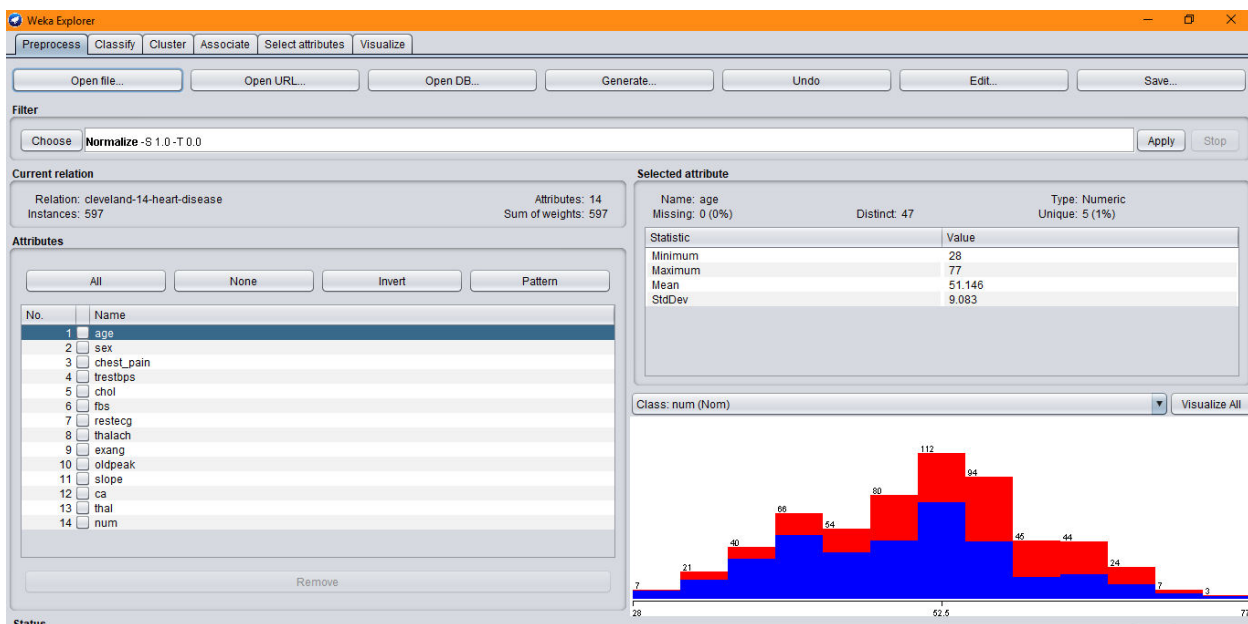 Weka Explorer
Preprocess Classify Cluster Associate Select attributes Visualize
Open file... Open URL... Open DB... Generate... Undo Edit... Save...
Filter
Choose Normalize -S 1.0 -T 0.0 Apply Stop
Current relation
Relation: cleveland-14-heart-disease Attributes: 14
Instances: 597 Sum of weights: 597
Attributes
All None Invert Pattern
No. Name
1 age
2 sex
3 chest_pain
4 trestbps
5 chol
6 fbs
7 restecg
8 thalach
9 exang
10 oldpeak
11 slope
12 ca
13 thal
14 num
Remove
Status
Selected attribute
Name: age Type: Numeric
Missing: 0 (0%) Distinct: 47 Unique: 5 (1%)
Statistic Value
Minimum 28
Maximum 77
Mean 51.146
StdDev 9.083
Class: num (Nom) Visualize All
7 21 40 66 54 80 112 94 45 44 24 7 3
28 52.5 77